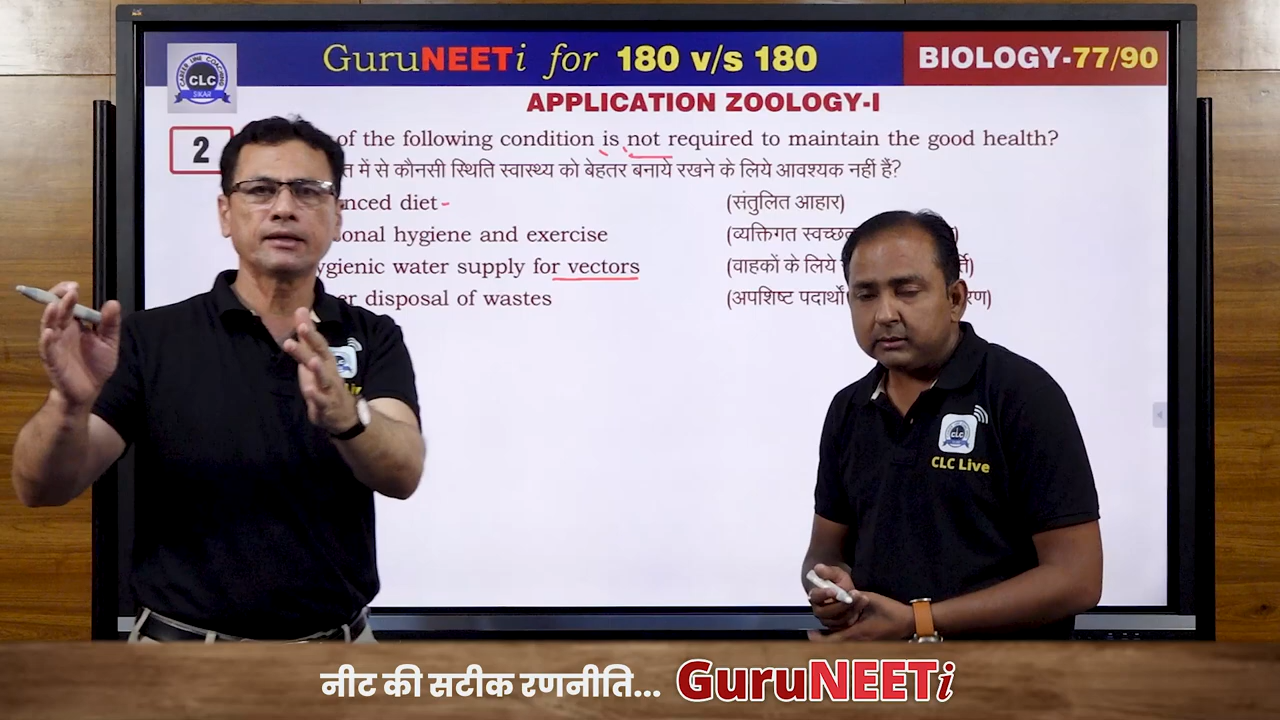 GuruNEETi for 180 v/s 180
BIOLOGY-77/90
CLC
SIKAR
APPLICATION ZOOLOGY-I
2
of the following condition is not required to maintain the good health?
में से कौनसी स्थिति स्वास्थ्य को बेहतर बनाये रखने के लिये आवश्यक नहीं हैं?
nced diet (संतुलित आहार)
onal hygiene and exercise (व्यक्तिगत
ygienic water supply for vectors (वाहकों के लिये
er disposal of wastes (अपशिष्ट पदार्थों
CLC Live
नीट की सटीक रणनीति... GuruNEETi